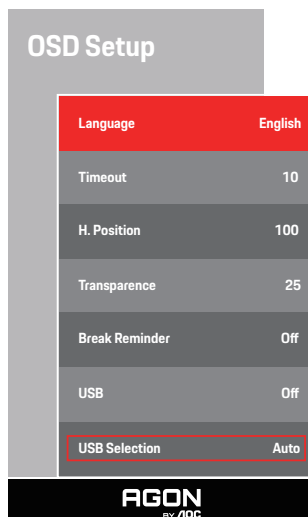 OSD Setup
Language English
Timeout 10
H. Position 100
Transparence 25
Break Reminder Off
USB Off
USB Selection Auto
AGON
BY AOC